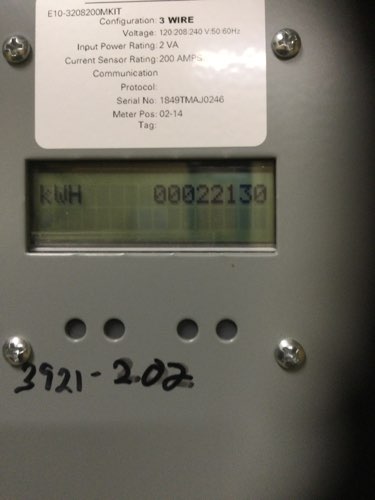 E10-3208200MKIT
Configuration: 3 WIRE
Voltage: 120/208/240 V:50/60Hz
Input Power Rating: 2 VA
Current Sensor Rating: 200 AMPS
Communication
Protocol:
Serial No: 1849TMAJ0246
Meter Pos: 02-14
Tag:
kWH 00022130
3921-2.02